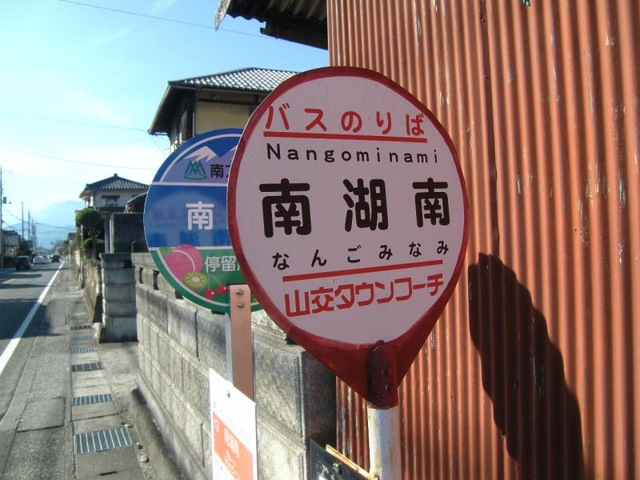 バスのりば
Nangominami
南湖南
なんごみなみ
山交タウンコーチ
南
南
停留